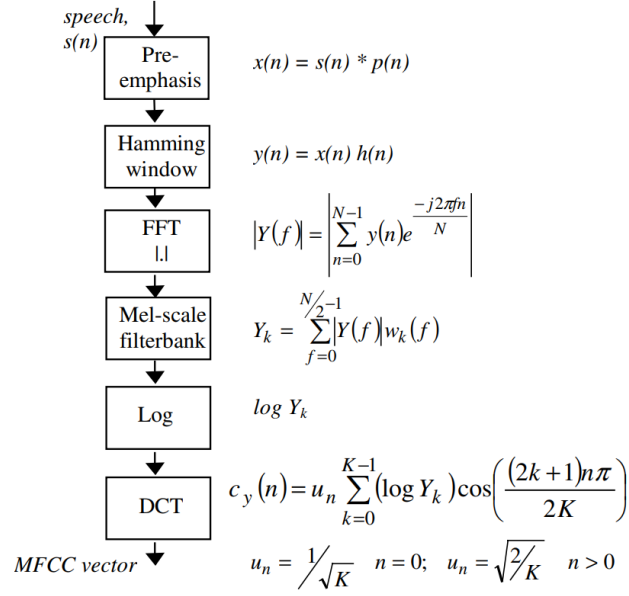 speech,
s(n)
Pre-
emphasis
x(n) = s(n) * p(n)
Hamming
window
y(n) = x(n) h(n)
FFT
|.|
|Y(f)| = |∑_{n=0}^{N-1} y(n)e^{-j2πfn/N}|
Mel-scale
filterbank
Y_k = ∑_{f=0}^{N/2-1} |Y(f)|w_k(f)
Log
log Y_k
DCT
c_y(n) = u_n ∑_{k=0}^{K-1} (log Y_k) cos((2k+1)nπ / 2K)
MFCC vector
u_n = 1/√K n = 0; u_n = √(2/K) n > 0